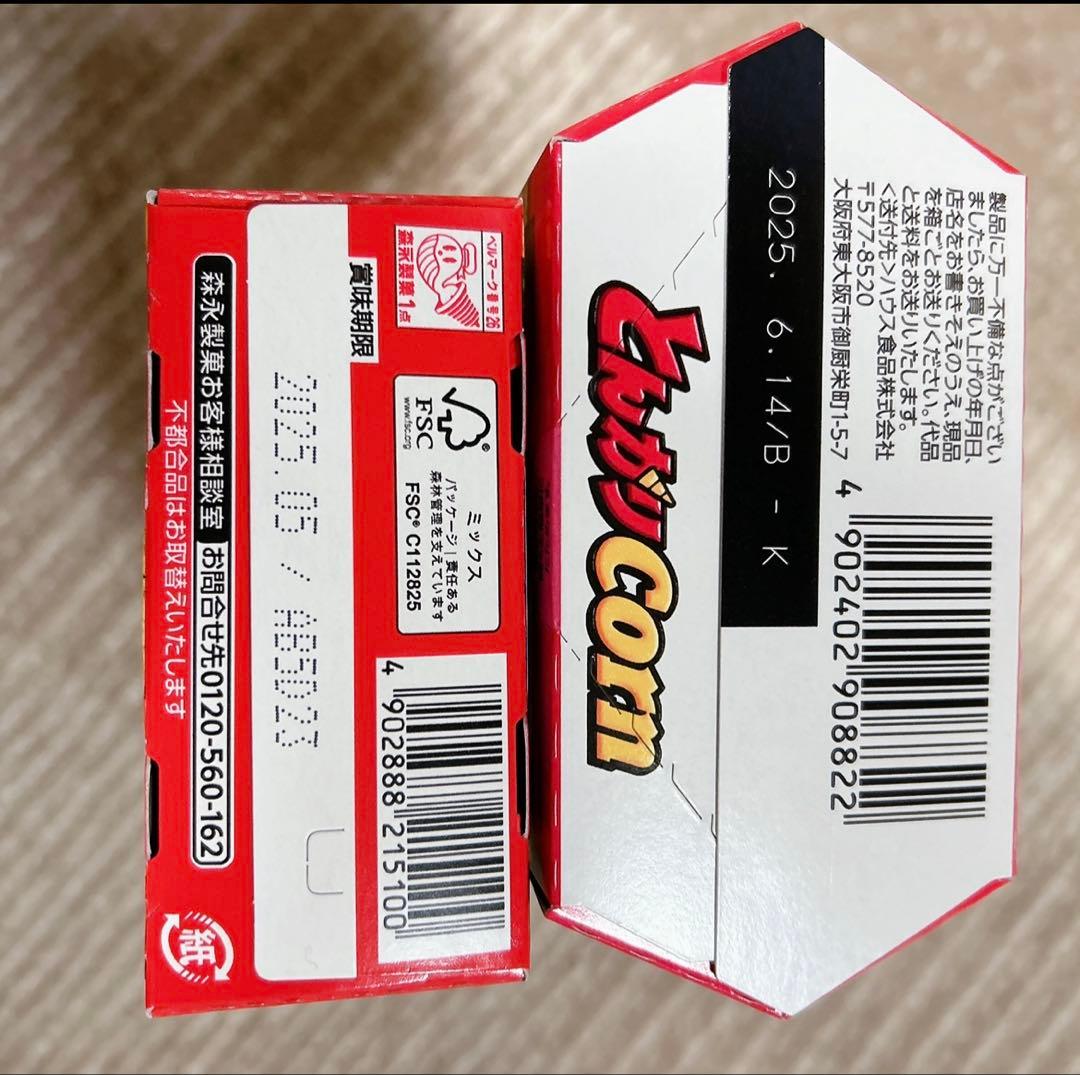 製品に万一不備な点がござい
ましたら、お買い上げの年月日、
店名をお書きそえのうえ、現品
を箱ごとお送りください。代品
と送料をお送りいたします。
<送付先>ハウス食品株式会社
〒577-8520
大阪府東大阪市御厨栄町1-5-7
4 902402 908822
2025. 6. 14/B - K
とんがりコーン
ベルマーク番号26
森永製菓1点
賞味期限
2025.05 / AB5D23
FSC®
www.fsc.org
ミックス
パッケージ|責任ある
森林管理を支えています
FSC® C112825
4 902888 215100
森永製菓お客様相談室 お問合せ先0120-560-162
不都合品はお取替えいたします
紙